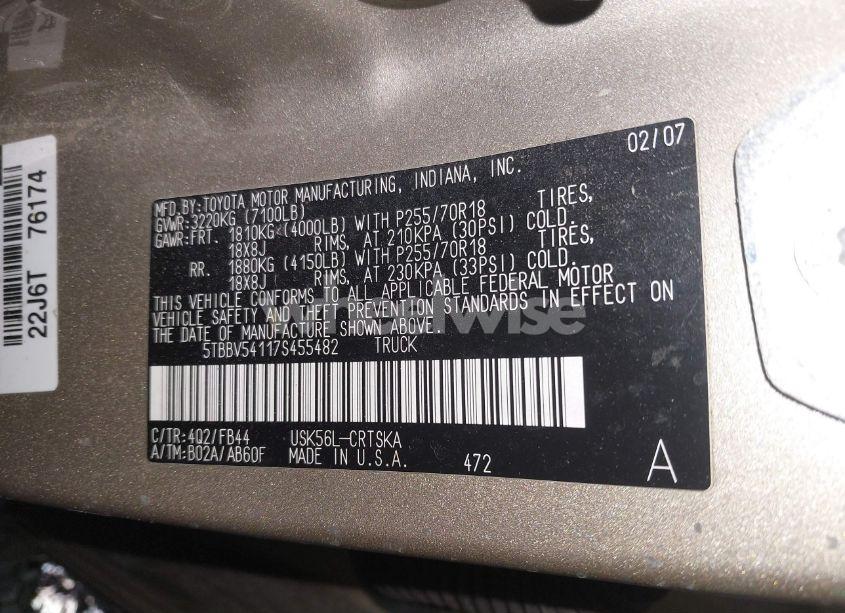 22J6T 76174
02/07
MFD.BY:TOYOTA MOTOR MANUFACTURING, INDIANA, INC.
GVWR:3220KG (7100LB)
GAWR:FRT. 1810KG (4000LB) WITH P255/70R18 TIRES,
18X8J RIMS, AT 210KPA (30PSI) COLD.
RR. 1880KG (4150LB) WITH P255/70R18 TIRES,
18X8J RIMS, AT 230KPA (33PSI) COLD.
THIS VEHICLE CONFORMS TO ALL APPLICABLE FEDERAL MOTOR
VEHICLE SAFETY AND THEFT PREVENTION STANDARDS IN EFFECT ON
THE DATE OF MANUFACTURE SHOWN ABOVE.
5TBBV54117S455482 TRUCK
C/TR:4Q2/FB44 USK56L-CRTSKA
A/TM:B02A/AB60F MADE IN U.S.A. 472 A